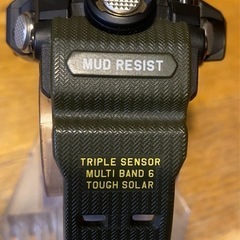 MUD RESIST
TRIPLE SENSOR
MULTI BAND 6
TOUGH SOLAR